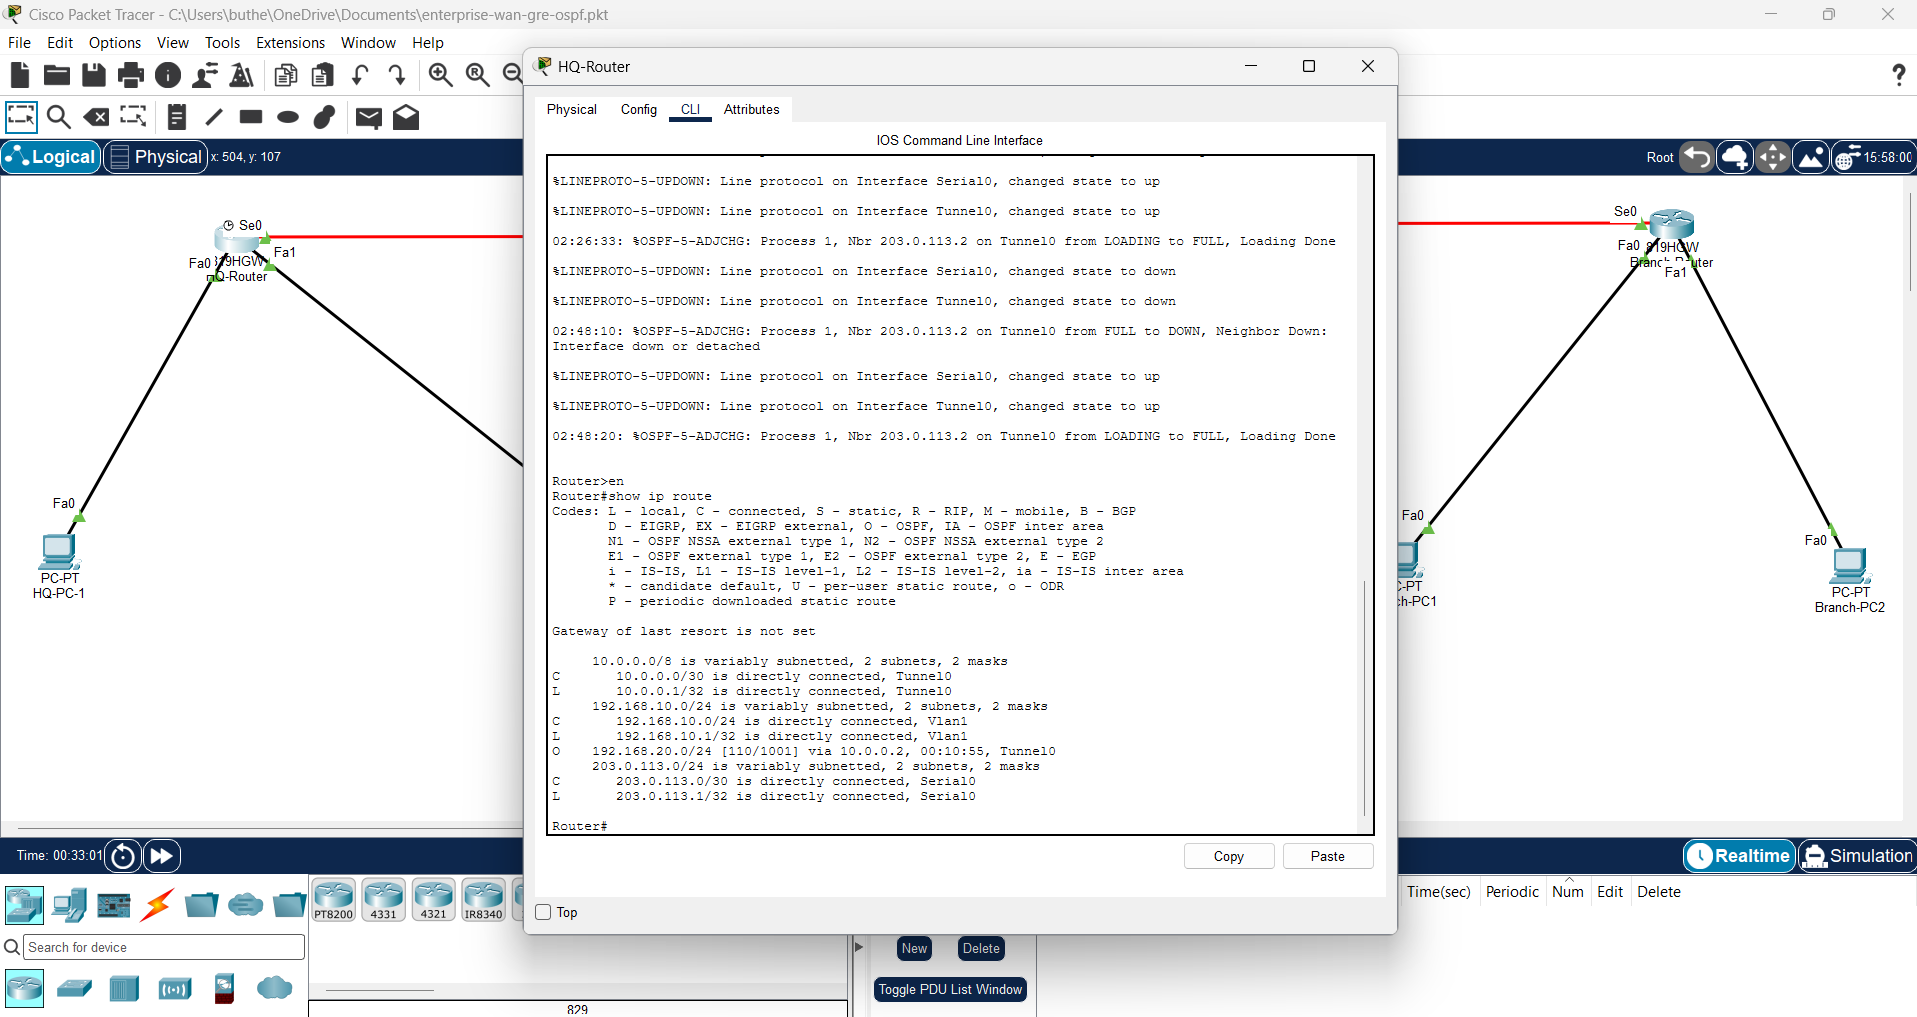 Cisco Packet Tracer - C:\Users\buthe\OneDrive\Documents\enterprise-wan-gre-ospf.pkt
File Edit Options View Tools Extensions Window Help
Logical
Physical
x: 504, y: 107
Root
15:58:00
Se0
Fa0
Fa1
819HGW
HQ-Router
Fa0
PC-PT
HQ-PC-1
HQ-Router
Physical Config CLI Attributes
IOS Command Line Interface
%LINEPROTO-5-UPDOWN: Line protocol on Interface Serial0, changed state to up
%LINEPROTO-5-UPDOWN: Line protocol on Interface Tunnel0, changed state to up
02:26:33: %OSPF-5-ADJCHG: Process 1, Nbr 203.0.113.2 on Tunnel0 from LOADING to FULL, Loading Done
%LINEPROTO-5-UPDOWN: Line protocol on Interface Serial0, changed state to down
%LINEPROTO-5-UPDOWN: Line protocol on Interface Tunnel0, changed state to down
02:48:10: %OSPF-5-ADJCHG: Process 1, Nbr 203.0.113.2 on Tunnel0 from FULL to DOWN, Neighbor Down:
Interface down or detached
%LINEPROTO-5-UPDOWN: Line protocol on Interface Serial0, changed state to up
%LINEPROTO-5-UPDOWN: Line protocol on Interface Tunnel0, changed state to up
02:48:20: %OSPF-5-ADJCHG: Process 1, Nbr 203.0.113.2 on Tunnel0 from LOADING to FULL, Loading Done
Router>en
Router#show ip route
Codes: L - local, C - connected, S - static, R - RIP, M - mobile, B - BGP
D - EIGRP, EX - EIGRP external, O - OSPF, IA - OSPF inter area
N1 - OSPF NSSA external type 1, N2 - OSPF NSSA external type 2
E1 - OSPF external type 1, E2 - OSPF external type 2, E - EGP
i - IS-IS, L1 - IS-IS level-1, L2 - IS-IS level-2, ia - IS-IS inter area
* - candidate default, U - per-user static route, o - ODR
P - periodic downloaded static route
Gateway of last resort is not set
10.0.0.0/8 is variably subnetted, 2 subnets, 2 masks
C 10.0.0.0/30 is directly connected, Tunnel0
L 10.0.0.1/32 is directly connected, Tunnel0
192.168.10.0/24 is variably subnetted, 2 subnets, 2 masks
C 192.168.10.0/24 is directly connected, Vlan1
L 192.168.10.1/32 is directly connected, Vlan1
O 192.168.20.0/24 [110/1001] via 10.0.0.2, 00:10:55, Tunnel0
203.0.113.0/24 is variably subnetted, 2 subnets, 2 masks
C 203.0.113.0/30 is directly connected, Serial0
L 203.0.113.1/32 is directly connected, Serial0
Router#
Copy Paste
Top
Se0
Fa0 819HGW
Branch-Router
Fa1
Fa0
-PT
ch-PC1
Fa0
PC-PT
Branch-PC2
Time: 00:33:01
Realtime
Simulation
PT8200
4331
4321
IR8340
Search for device
829
New Delete
Toggle PDU List Window
Time(sec) Periodic Num Edit Delete